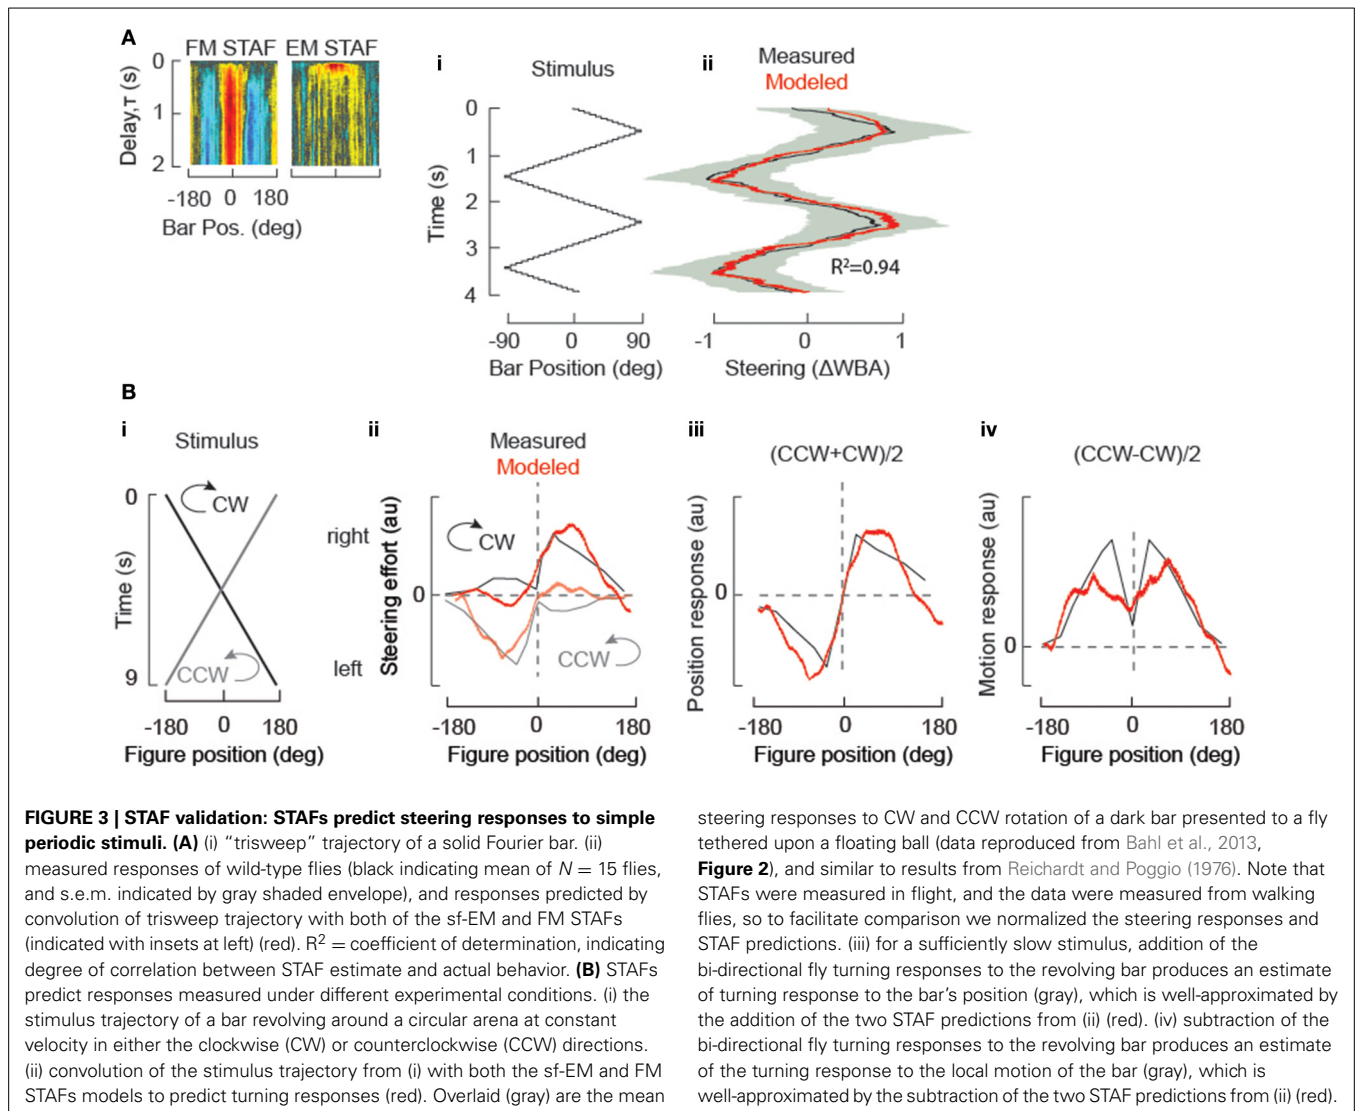 A
FM STAF EM STAF
0
1
2
Delay,τ (s)
-180 0 180
Bar Pos. (deg)
i
Stimulus
0
1
2
3
4
Time (s)
-90 0 90
Bar Position (deg)
ii
Measured
Modeled
R²=0.94
-1 0 1
Steering (ΔWBA)
B
i
Stimulus
0
CW
Time (s)
CCW
9
-180 0 180
Figure position (deg)
ii
Measured
Modeled
right
CW
0
Steering effort (au)
CCW
left
-180 0 180
Figure position (deg)
iii
(CCW+CW)/2
Position response (au)
0
-180 0 180
Figure position (deg)
iv
(CCW-CW)/2
Motion response (au)
0
-180 0 180
Figure position (deg)
FIGURE 3 | STAF validation: STAFs predict steering responses to simple
periodic stimuli. (A) (i) “trisweep” trajectory of a solid Fourier bar. (ii)
measured responses of wild-type flies (black indicating mean of N = 15 flies,
and s.e.m. indicated by gray shaded envelope), and responses predicted by
convolution of trisweep trajectory with both of the sf-EM and FM STAFs
(indicated with insets at left) (red). R² = coefficient of determination, indicating
degree of correlation between STAF estimate and actual behavior. (B) STAFs
predict responses measured under different experimental conditions. (i) the
stimulus trajectory of a bar revolving around a circular arena at constant
velocity in either the clockwise (CW) or counterclockwise (CCW) directions.
(ii) convolution of the stimulus trajectory from (i) with both the sf-EM and FM
STAFs models to predict turning responses (red). Overlaid (gray) are the mean
steering responses to CW and CCW rotation of a dark bar presented to a fly
tethered upon a floating ball (data reproduced from Bahl et al., 2013,
Figure 2), and similar to results from Reichardt and Poggio (1976). Note that
STAFs were measured in flight, and the data were measured from walking
flies, so to facilitate comparison we normalized the steering responses and
STAF predictions. (iii) for a sufficiently slow stimulus, addition of the
bi-directional fly turning responses to the revolving bar produces an estimate
of turning response to the bar’s position (gray), which is well-approximated by
the addition of the two STAF predictions from (ii) (red). (iv) subtraction of the
bi-directional fly turning responses to the revolving bar produces an estimate
of the turning response to the local motion of the bar (gray), which is
well-approximated by the subtraction of the two STAF predictions from (ii) (red).